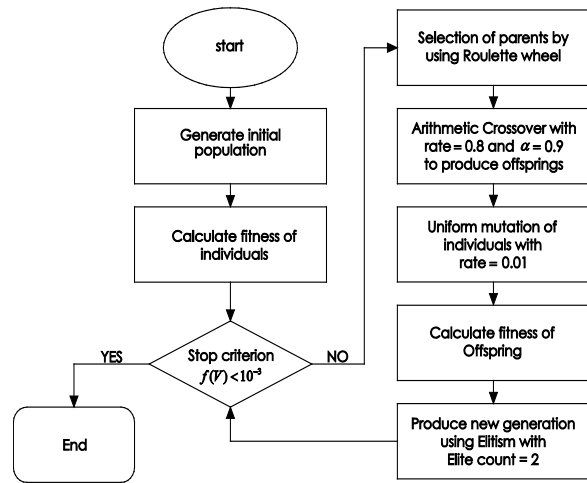 start
Generate initial
population
Calculate fitness of
individuals
Stop criterion
f(V) < 10⁻³
YES
NO
End
Selection of parents by
using Roulette wheel
Arithmetic Crossover with
rate = 0.8 and α = 0.9
to produce offsprings
Uniform mutation of
individuals with
rate = 0.01
Calculate fitness of
Offspring
Produce new generation
using Elitism with
Elite count = 2